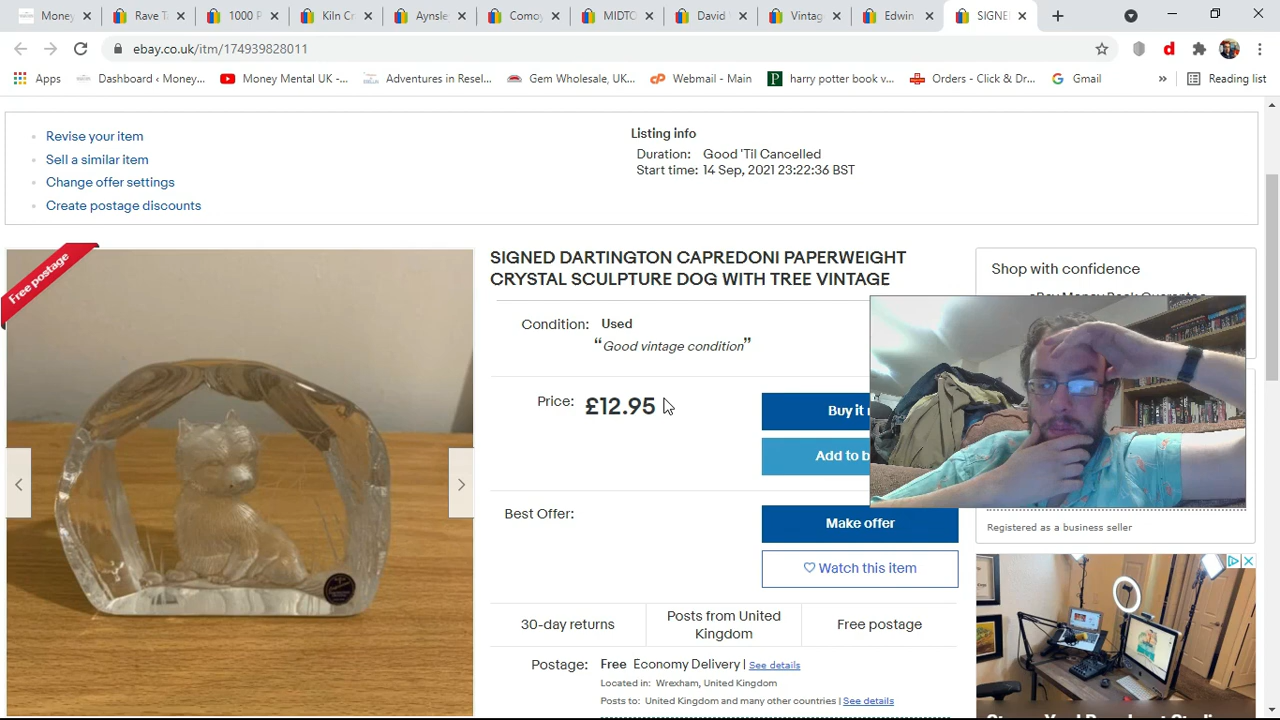 Money
Rave T
1000 P
Kiln Cr
Aynsle
Comoy
MIDTO
David
Vintag
Edwin
SIGNE
ebay.co.uk/itm/174939828011
Apps
Dashboard ‹ Money...
Money Mental UK -...
Adventures in Resel...
Gem Wholesale, UK...
Webmail - Main
harry potter book v...
Orders - Click & Dr...
Gmail
»
Reading list
Revise your item
Sell a similar item
Change offer settings
Create postage discounts
Listing info
Duration: Good 'Til Cancelled
Start time: 14 Sep, 2021 23:22:36 BST
Free postage
SIGNED DARTINGTON CAPREDONI PAPERWEIGHT
CRYSTAL SCULPTURE DOG WITH TREE VINTAGE
Condition: Used
“Good vintage condition”
Price: £12.95
Buy it
Add to b
Best Offer:
Make offer
Watch this item
30-day returns
Posts from United
Kingdom
Free postage
Postage: Free Economy Delivery | See details
Located in: Wrexham, United Kingdom
Posts to: United Kingdom and many other countries | See details
Shop with confidence
eBay Money Back Guarantee
Registered as a business seller